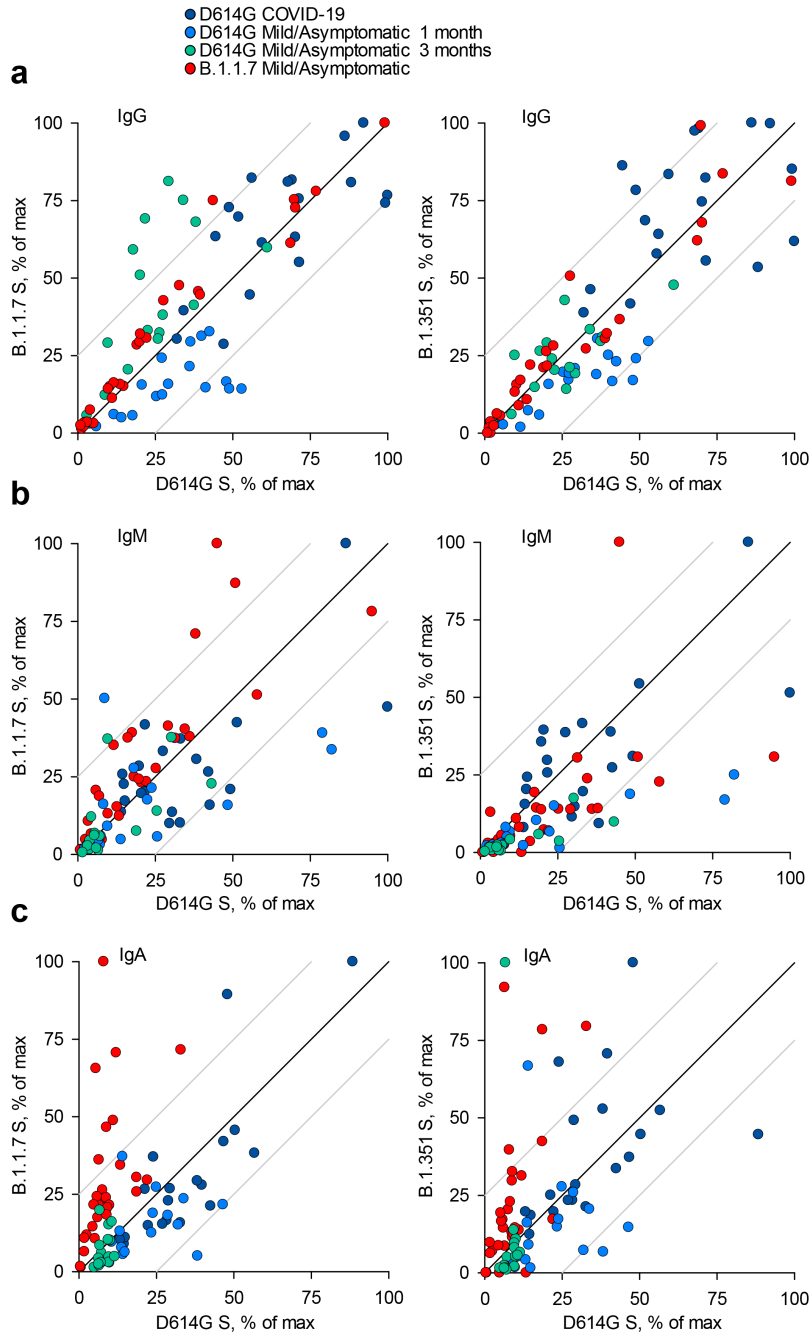 D614G COVID-19
D614G Mild/Asymptomatic 1 month
D614G Mild/Asymptomatic 3 months
B.1.1.7 Mild/Asymptomatic
a
IgG
B.1.1.7 S, % of max
100
75
50
25
0
0 25 50 75 100
D614G S, % of max
IgG
B.1.351 S, % of max
100
75
50
25
0
0 25 50 75 100
D614G S, % of max
b
IgM
B.1.1.7 S, % of max
100
75
50
25
0
0 25 50 75 100
D614G S, % of max
IgM
B.1.351 S, % of max
100
75
50
25
0
0 25 50 75 100
D614G S, % of max
c
IgA
B.1.1.7 S, % of max
100
75
50
25
0
0 25 50 75 100
D614G S, % of max
IgA
B.1.351 S, % of max
100
75
50
25
0
0 25 50 75 100
D614G S, % of max